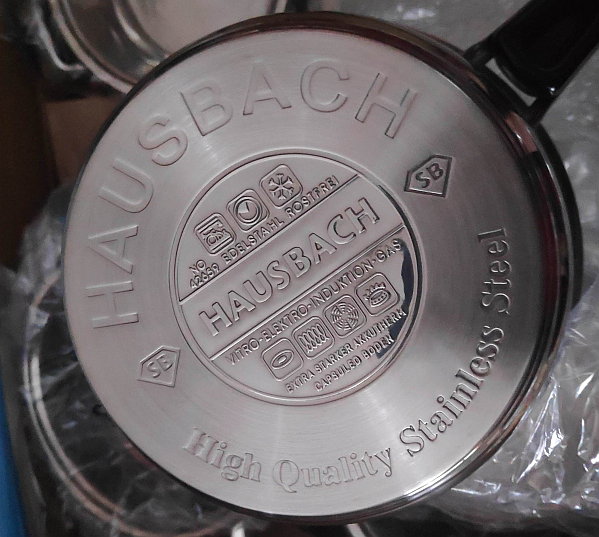 HAUSBACH
SB
NO
42639 EDELSTAHL ROSTFREI
HAUSBACH
VITRO-ELEKTRO-INDUKTION-GAS
EXTRA STARKER AKKUTHERM
CAPSULED BODEN
SB
High Quality Stainless Steel